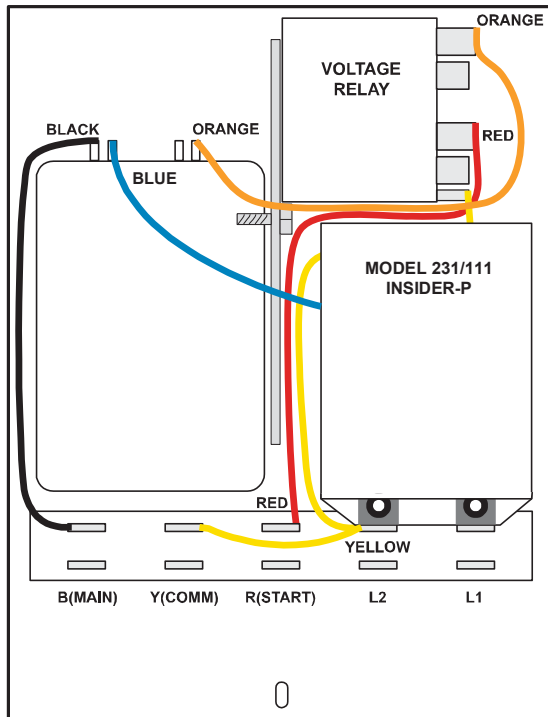 ORANGE
VOLTAGE
RELAY
BLACK
ORANGE
RED
BLUE
MODEL 231/111
INSIDER-P
RED
YELLOW
B(MAIN) Y(COMM) R(START) L2 L1